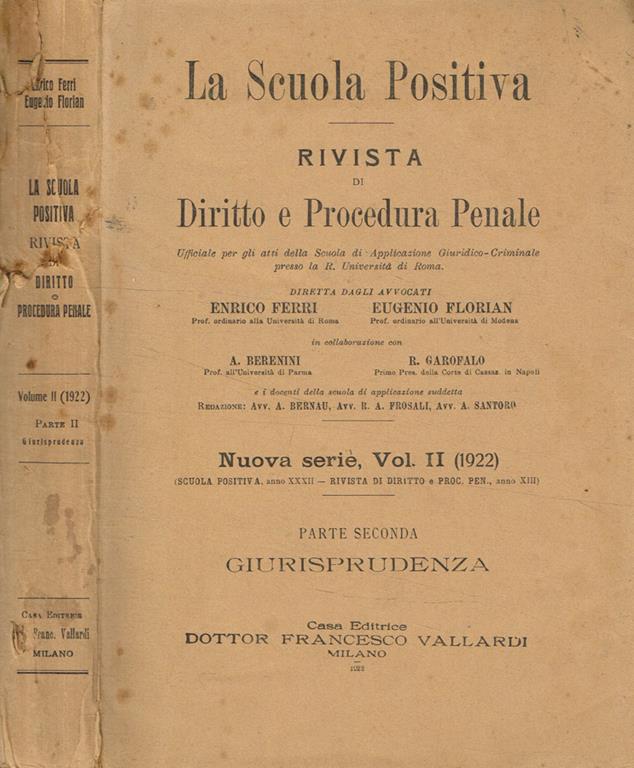 Enrico Ferri
Eugenio Florian
LA SCUOLA
POSITIVA
RIVISTA
DIRITTO
e
PROCEDURA PENALE
Volume II (1922)
PARTE II
Giurisprudenza
CASA EDITRICE
Franc. Vallardi
MILANO
La Scuola Positiva
RIVISTA
DI
Diritto e Procedura Penale
Ufficiale per gli atti della Scuola di Applicazione Giuridico-Criminale
presso la R. Università di Roma.
DIRETTA DAGLI AVVOCATI
ENRICO FERRI EUGENIO FLORIAN
Prof. ordinario alla Università di Roma Prof. ordinario all'Università di Modena
in collaborazione con
A. BERENINI R. GAROFALO
Prof. all'Università di Parma Primo Pres. della Corte di Cassaz. in Napoli
e i docenti della scuola di applicazione suddetta
REDAZIONE: AVV. A. BERNAU, AVV. R. A. FROSALI, AVV. A. SANTORO
Nuova serie, Vol. II (1922)
(SCUOLA POSITIVA, anno XXXII — RIVISTA DI DIRITTO e PROC. PEN., anno XIII)
PARTE SECONDA
GIURISPRUDENZA
Casa Editrice
DOTTOR FRANCESCO VALLARDI
MILANO
1922